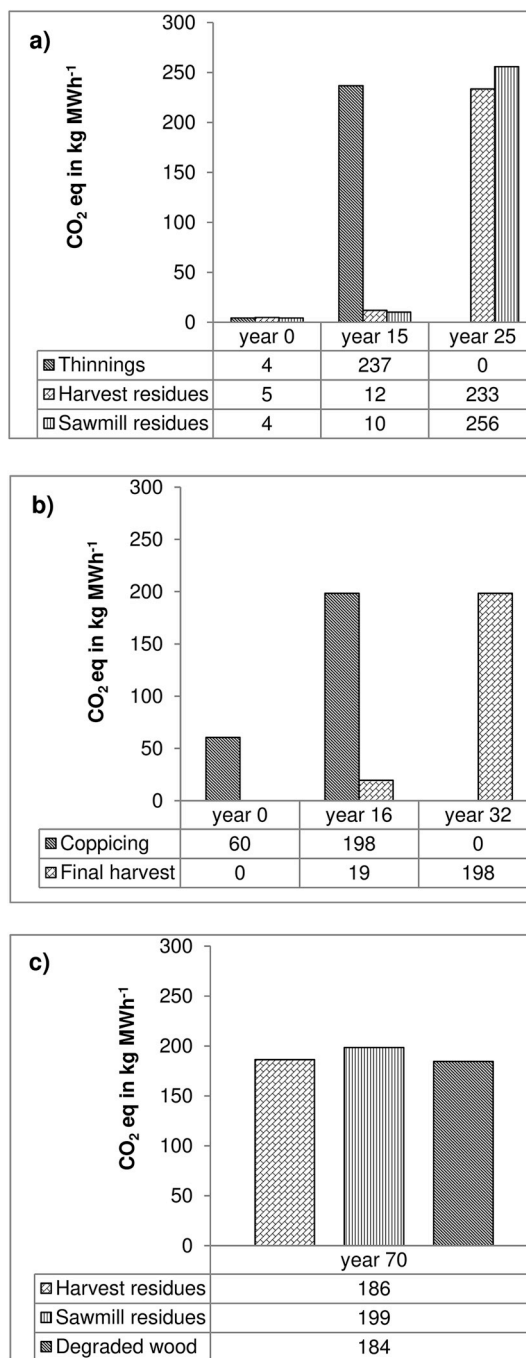 a)
CO₂ eq in kg MWh⁻¹
300
250
200
150
100
50
0
year 0 year 15 year 25
Thinnings 4 237 0
Harvest residues 5 12 233
Sawmill residues 4 10 256
b)
CO₂ eq in kg MWh⁻¹
300
250
200
150
100
50
0
year 0 year 16 year 32
Coppicing 60 198 0
Final harvest 0 19 198
c)
CO₂ eq in kg MWh⁻¹
300
250
200
150
100
50
0
year 70
Harvest residues 186
Sawmill residues 199
Degraded wood 184